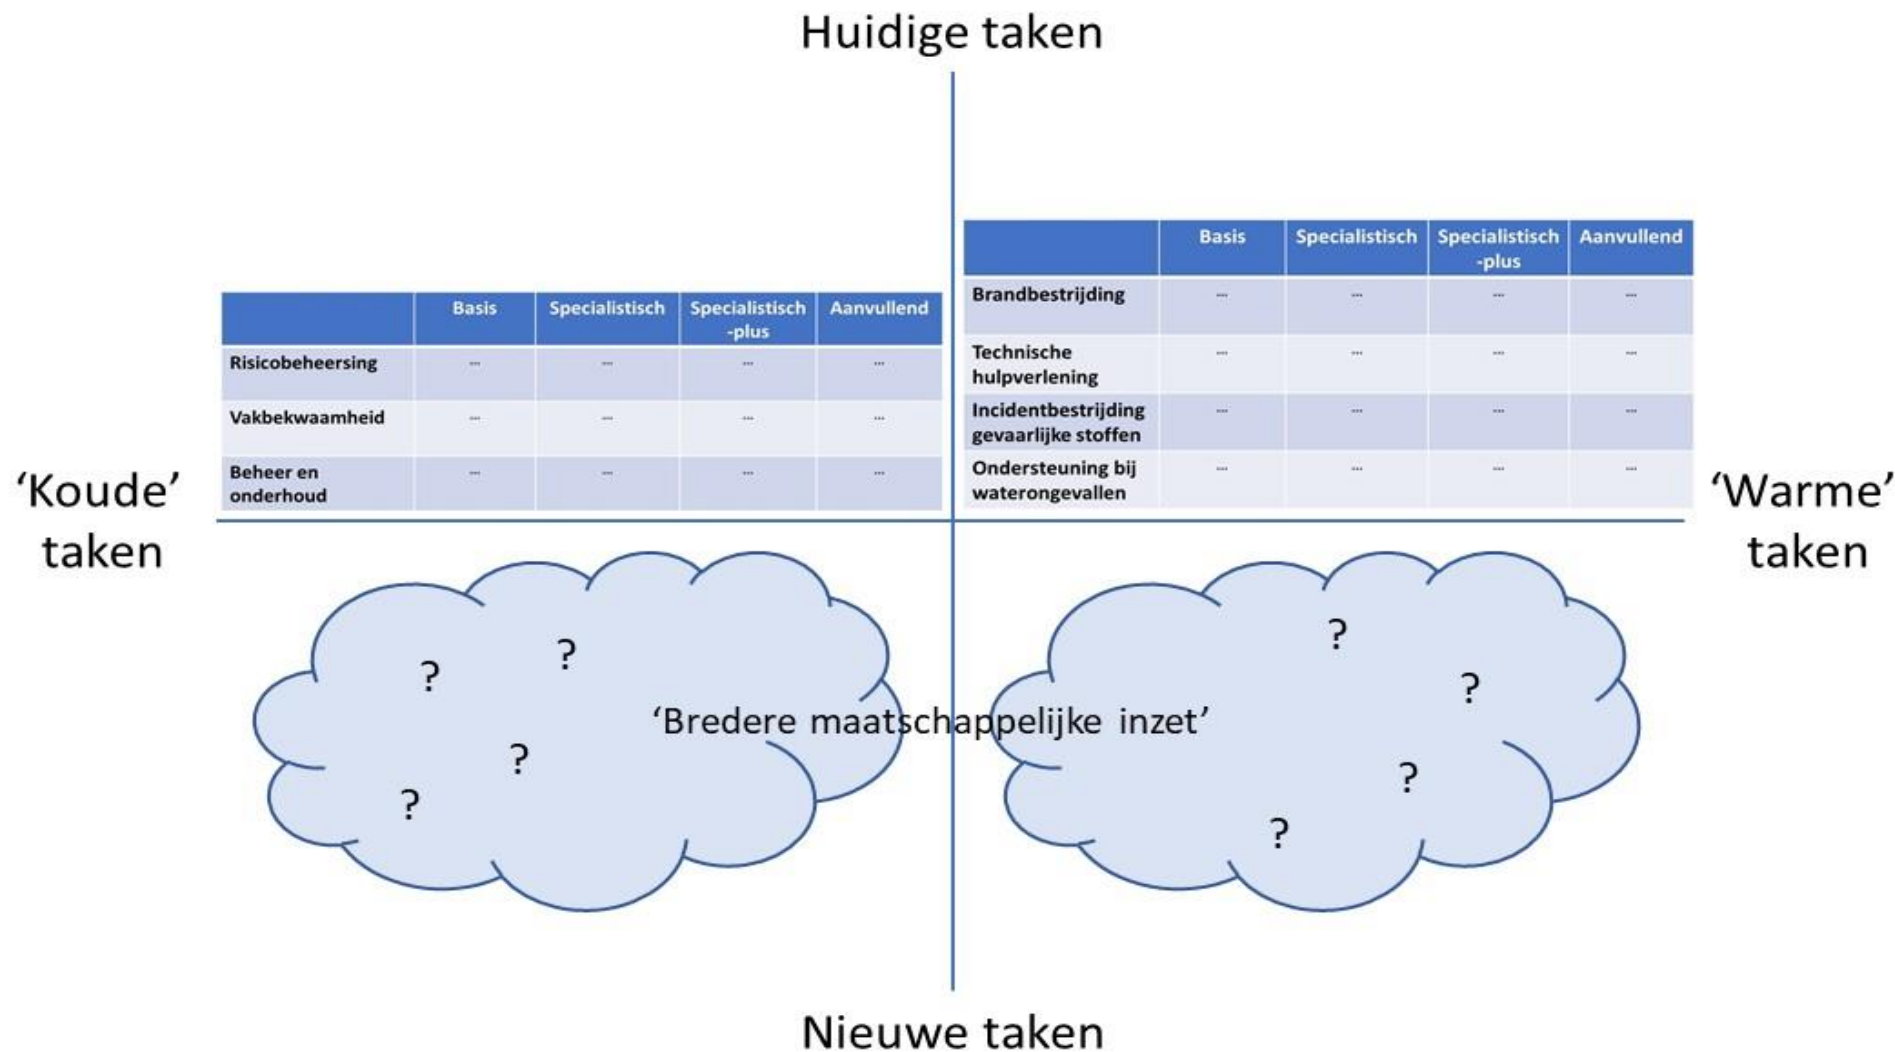 Huidige taken
Basis Specialistisch Specialistisch Aanvullend
-plus
Risicobeheersing ... ... ... ...
Vakbekwaamheid ... ... ... ...
Beheer en ... ... ... ...
onderhoud
Basis Specialistisch Specialistisch Aanvullend
-plus
Brandbestrijding ... ... ... ...
Technische ... ... ... ...
hulpverlening
Incidentbestrijding ... ... ... ...
gevaarlijke stoffen
Ondersteuning bij ... ... ... ...
waterongevallen
‘Koude’
taken
‘Warme’
taken
? ?
? ?
‘Bredere maatschappelijke inzet’
? ?
? ?
Nieuwe taken